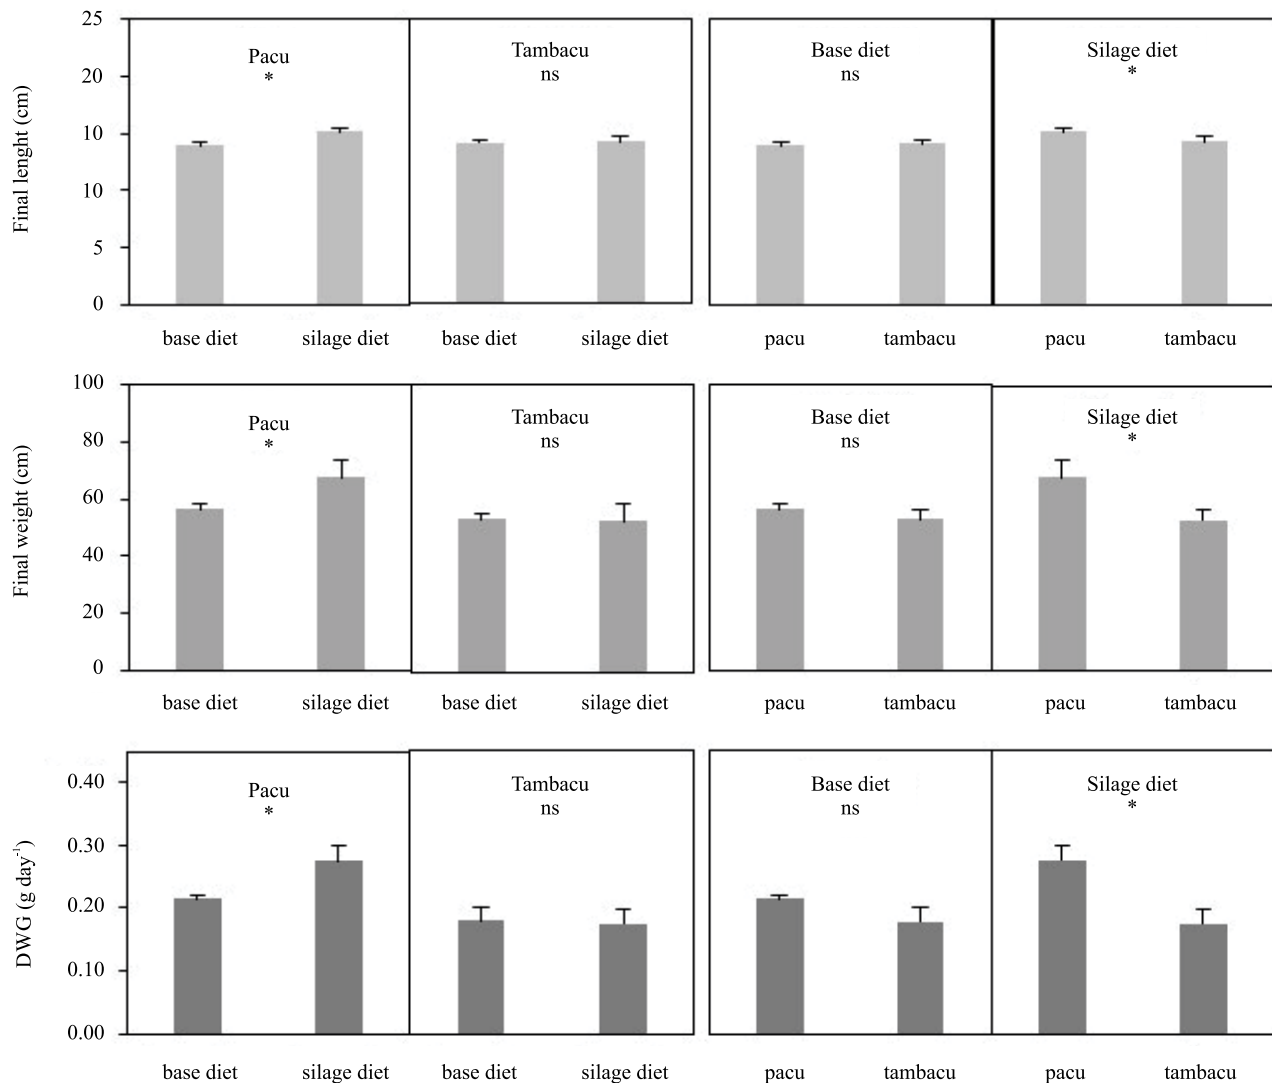 Final lenght (cm)
25
20
10
10
5
0
Pacu
*
Tambacu
ns
Base diet
ns
Silage diet
*
base diet silage diet base diet silage diet pacu tambacu pacu tambacu
Final weight (cm)
100
80
60
40
20
0
Pacu
*
Tambacu
ns
Base diet
ns
Silage diet
*
base diet silage diet base diet silage diet pacu tambacu pacu tambacu
DWG (g day-1)
0.40
0.30
0.20
0.10
0.00
Pacu
*
Tambacu
ns
Base diet
ns
Silage diet
*
base diet silage diet base diet silage diet pacu tambacu pacu tambacu